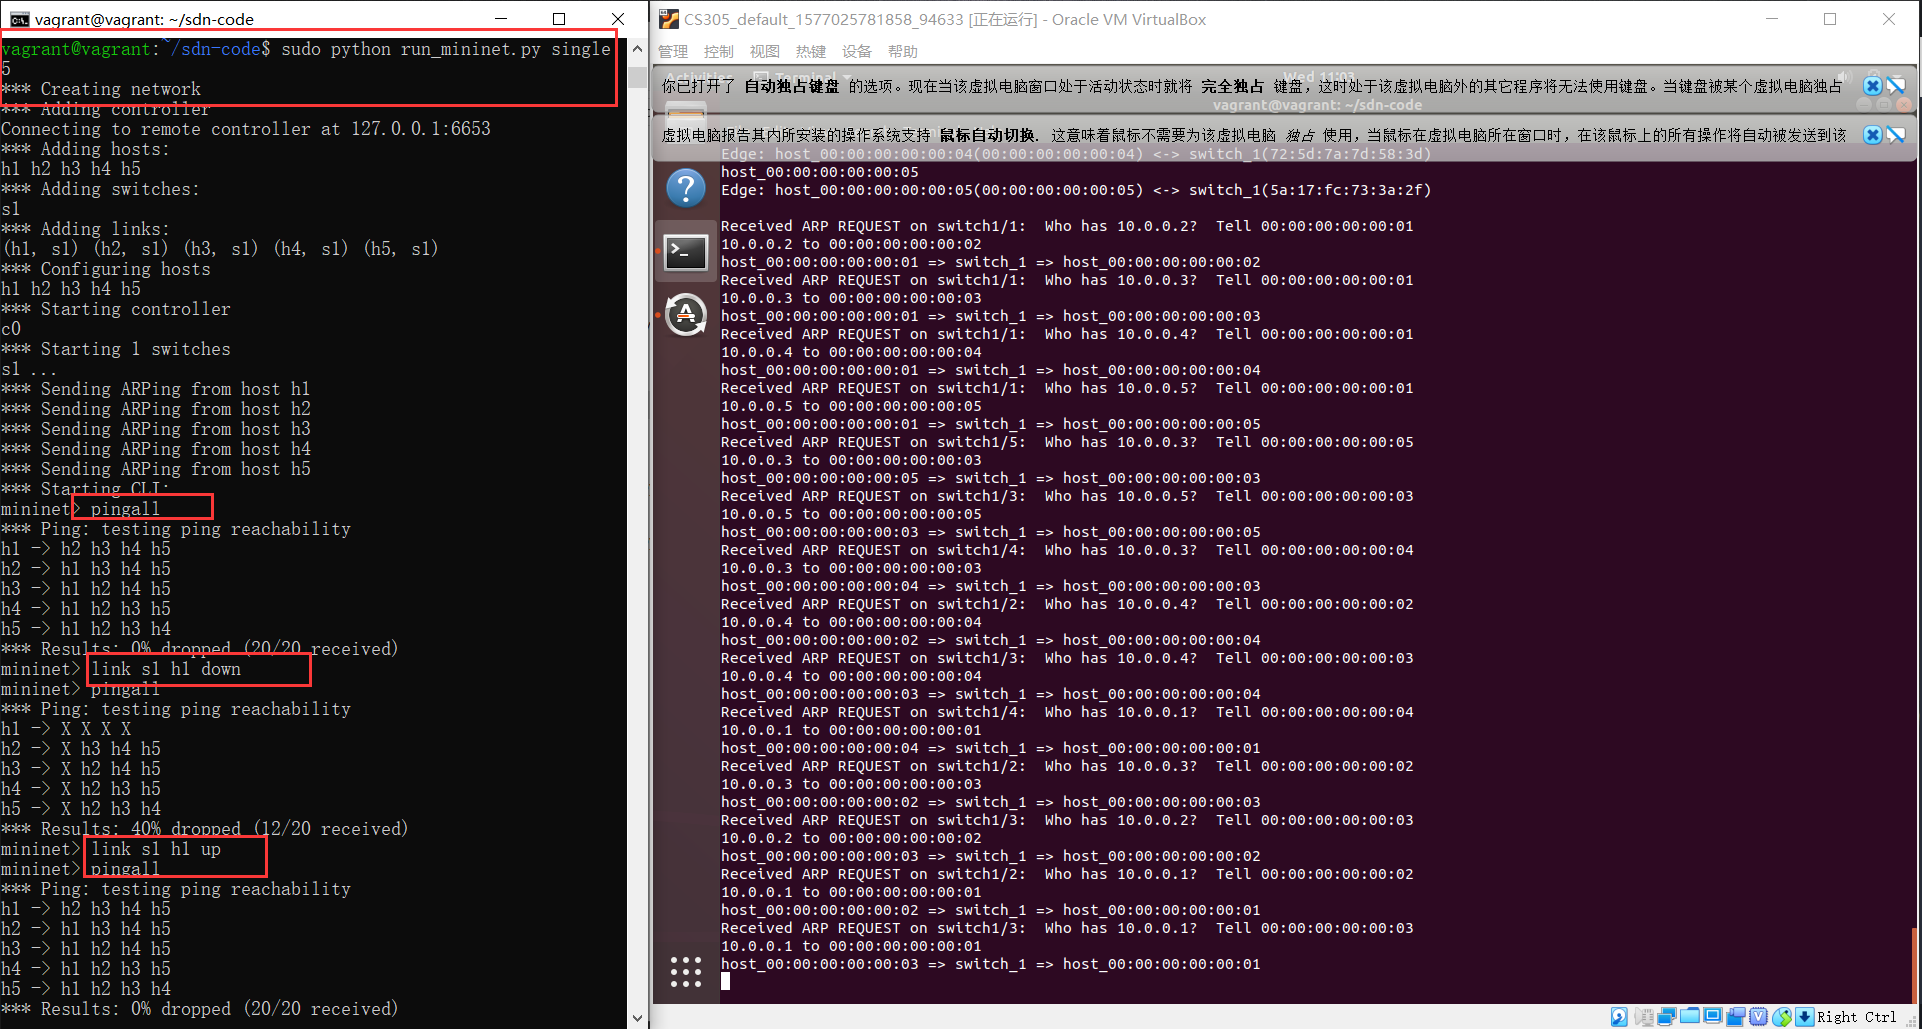 vagrant@vagrant: ~/sdn-code
vagrant@vagrant:~/sdn-code$ sudo python run_mininet.py single
5
*** Creating network
*** Adding controller
Connecting to remote controller at 127.0.0.1:6653
*** Adding hosts:
h1 h2 h3 h4 h5
*** Adding switches:
s1
*** Adding links:
(h1, s1) (h2, s1) (h3, s1) (h4, s1) (h5, s1)
*** Configuring hosts
h1 h2 h3 h4 h5
*** Starting controller
c0
*** Starting 1 switches
s1 ...
*** Sending ARPing from host h1
*** Sending ARPing from host h2
*** Sending ARPing from host h3
*** Sending ARPing from host h4
*** Sending ARPing from host h5
*** Starting CLI:
mininet> pingall
*** Ping: testing ping reachability
h1 -> h2 h3 h4 h5
h2 -> h1 h3 h4 h5
h3 -> h1 h2 h4 h5
h4 -> h1 h2 h3 h5
h5 -> h1 h2 h3 h4
*** Results: 0% dropped (20/20 received)
mininet> link s1 h1 down
mininet> pingall
*** Ping: testing ping reachability
h1 -> X X X X
h2 -> X h3 h4 h5
h3 -> X h2 h4 h5
h4 -> X h2 h3 h5
h5 -> X h2 h3 h4
*** Results: 40% dropped (12/20 received)
mininet> link s1 h1 up
mininet> pingall
*** Ping: testing ping reachability
h1 -> h2 h3 h4 h5
h2 -> h1 h3 h4 h5
h3 -> h1 h2 h4 h5
h4 -> h1 h2 h3 h5
h5 -> h1 h2 h3 h4
*** Results: 0% dropped (20/20 received)
CS305_default_1577025781858_94633 [正在运行] - Oracle VM VirtualBox
管理 控制 视图 热键 设备 帮助
Activities Terminal Wed 11:03
你已打开了 自动独占键盘 的选项。现在当该虚拟电脑窗口处于活动状态时就将 完全独占 键盘，这时处于该虚拟电脑外的其它程序将无法使用键盘。当键盘被某个虚拟电脑独占
vagrant@vagrant: ~/sdn-code
虚拟电脑报告其内所安装的操作系统支持 鼠标自动切换. 这意味着鼠标不需要为该虚拟电脑 独占 使用，当鼠标在虚拟电脑所在窗口时，在该鼠标上的所有操作将自动被发送到该
Edge: host_00:00:00:00:00:04(00:00:00:00:00:04) <-> switch_1(72:5d:7a:7d:58:3d)
host_00:00:00:00:00:05
Edge: host_00:00:00:00:00:05(00:00:00:00:00:05) <-> switch_1(5a:17:fc:73:3a:2f)
Received ARP REQUEST on switch1/1:  Who has 10.0.0.2?  Tell 00:00:00:00:00:01
10.0.0.2 to 00:00:00:00:00:02
host_00:00:00:00:00:01 => switch_1 => host_00:00:00:00:00:02
Received ARP REQUEST on switch1/1:  Who has 10.0.0.3?  Tell 00:00:00:00:00:01
10.0.0.3 to 00:00:00:00:00:03
host_00:00:00:00:00:01 => switch_1 => host_00:00:00:00:00:03
Received ARP REQUEST on switch1/1:  Who has 10.0.0.4?  Tell 00:00:00:00:00:01
10.0.0.4 to 00:00:00:00:00:04
host_00:00:00:00:00:01 => switch_1 => host_00:00:00:00:00:04
Received ARP REQUEST on switch1/1:  Who has 10.0.0.5?  Tell 00:00:00:00:00:01
10.0.0.5 to 00:00:00:00:00:05
host_00:00:00:00:00:01 => switch_1 => host_00:00:00:00:00:05
Received ARP REQUEST on switch1/5:  Who has 10.0.0.3?  Tell 00:00:00:00:00:05
10.0.0.3 to 00:00:00:00:00:03
host_00:00:00:00:00:05 => switch_1 => host_00:00:00:00:00:03
Received ARP REQUEST on switch1/3:  Who has 10.0.0.5?  Tell 00:00:00:00:00:03
10.0.0.5 to 00:00:00:00:00:05
host_00:00:00:00:00:03 => switch_1 => host_00:00:00:00:00:05
Received ARP REQUEST on switch1/4:  Who has 10.0.0.3?  Tell 00:00:00:00:00:04
10.0.0.3 to 00:00:00:00:00:03
host_00:00:00:00:00:04 => switch_1 => host_00:00:00:00:00:03
Received ARP REQUEST on switch1/2:  Who has 10.0.0.4?  Tell 00:00:00:00:00:02
10.0.0.4 to 00:00:00:00:00:04
host_00:00:00:00:00:02 => switch_1 => host_00:00:00:00:00:04
Received ARP REQUEST on switch1/3:  Who has 10.0.0.4?  Tell 00:00:00:00:00:03
10.0.0.4 to 00:00:00:00:00:04
host_00:00:00:00:00:03 => switch_1 => host_00:00:00:00:00:04
Received ARP REQUEST on switch1/4:  Who has 10.0.0.1?  Tell 00:00:00:00:00:04
10.0.0.1 to 00:00:00:00:00:01
host_00:00:00:00:00:04 => switch_1 => host_00:00:00:00:00:01
Received ARP REQUEST on switch1/2:  Who has 10.0.0.3?  Tell 00:00:00:00:00:02
10.0.0.3 to 00:00:00:00:00:03
host_00:00:00:00:00:02 => switch_1 => host_00:00:00:00:00:03
Received ARP REQUEST on switch1/3:  Who has 10.0.0.2?  Tell 00:00:00:00:00:03
10.0.0.2 to 00:00:00:00:00:02
host_00:00:00:00:00:03 => switch_1 => host_00:00:00:00:00:02
Received ARP REQUEST on switch1/2:  Who has 10.0.0.1?  Tell 00:00:00:00:00:02
10.0.0.1 to 00:00:00:00:00:01
host_00:00:00:00:00:02 => switch_1 => host_00:00:00:00:00:01
Received ARP REQUEST on switch1/3:  Who has 10.0.0.1?  Tell 00:00:00:00:00:03
10.0.0.1 to 00:00:00:00:00:01
host_00:00:00:00:00:03 => switch_1 => host_00:00:00:00:00:01
Right Ctrl